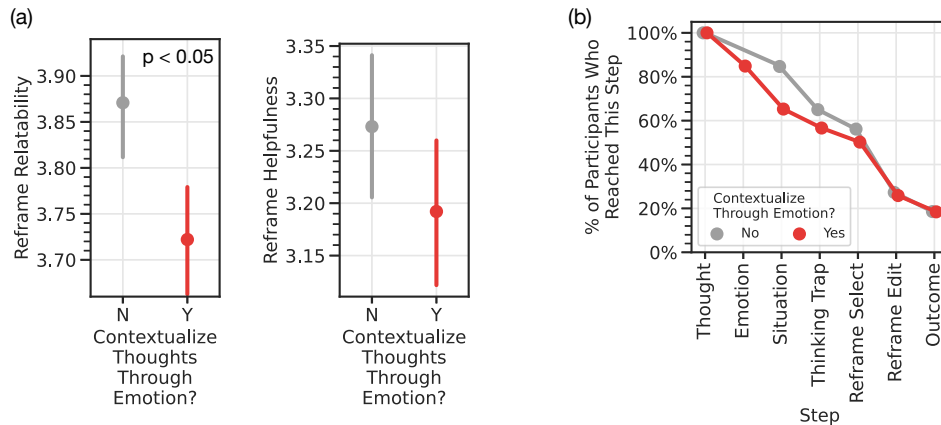 (a)
p < 0.05
Reframe Relatability
3.90
3.85
3.80
3.75
3.70
N
Y
Contextualize
Thoughts
Through
Emotion?
Reframe Helpfulness
3.35
3.30
3.25
3.20
3.15
N
Y
Contextualize
Thoughts
Through
Emotion?
(b)
% of Participants Who
Reached This Step
100%
80%
60%
40%
20%
0%
Contextualize
Through Emotion?
No
Yes
Thought
Emotion
Situation
Thinking Trap
Reframe Select
Reframe Edit
Outcome
Step